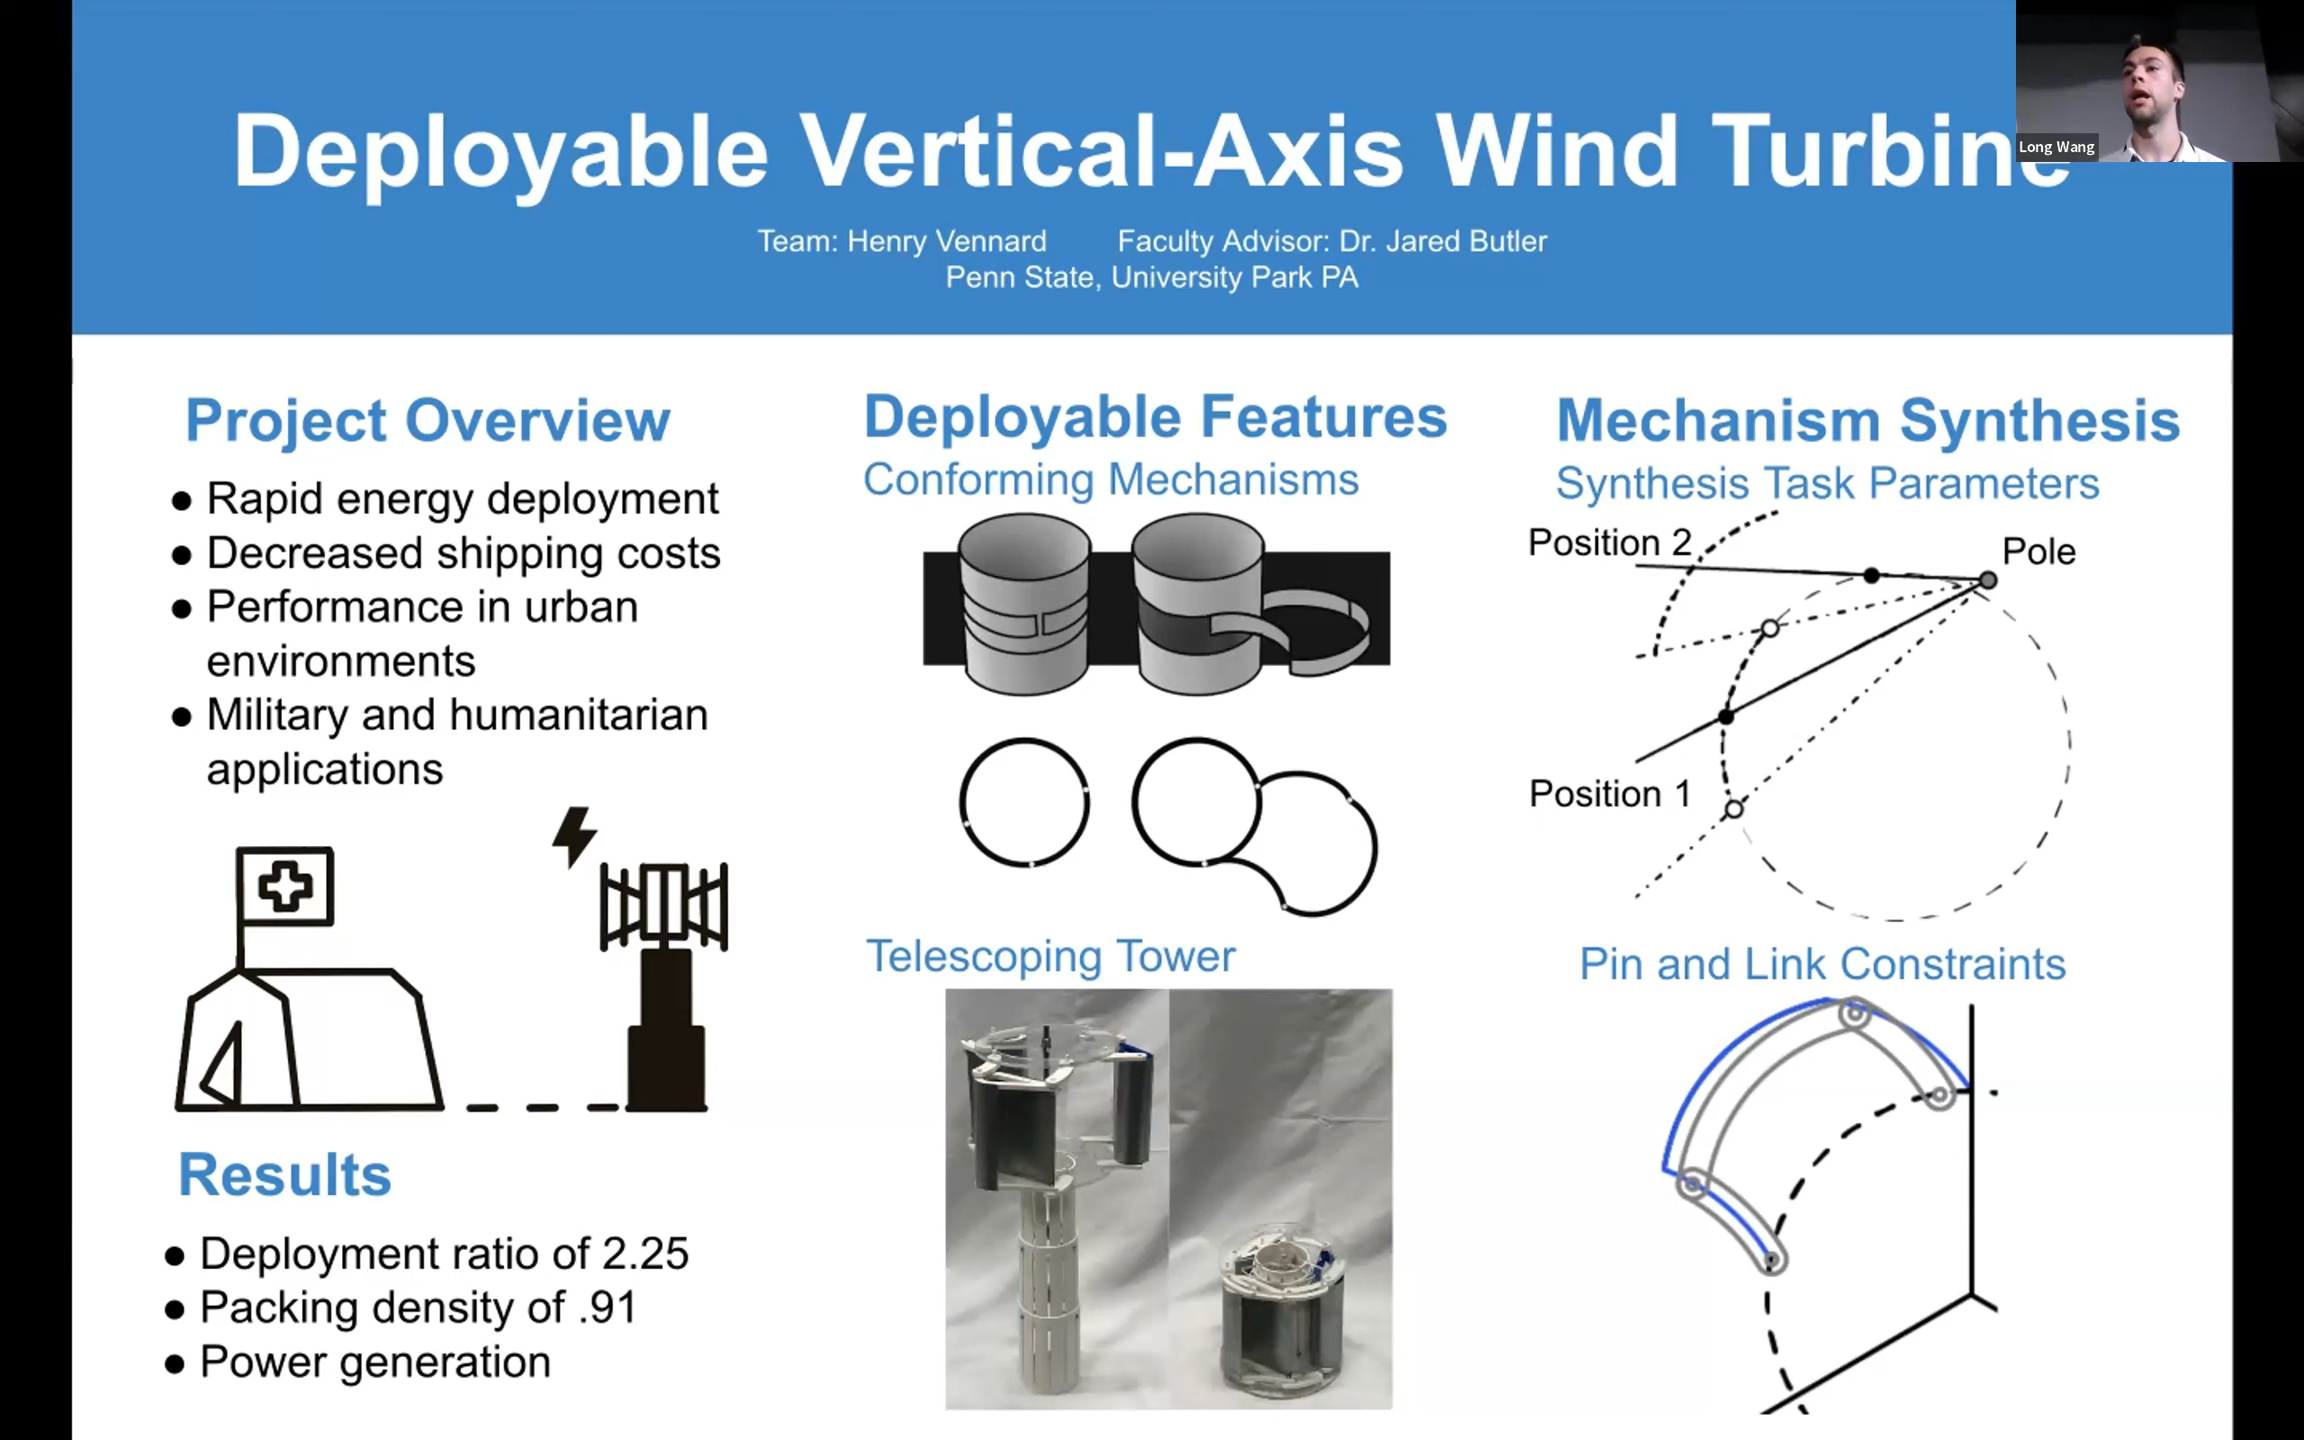 Deployable Vertical-Axis Wind Turbine
Long Wang
Team: Henry Vennard Faculty Advisor: Dr. Jared Butler
Penn State, University Park PA
Project Overview
● Rapid energy deployment
● Decreased shipping costs
● Performance in urban
environments
● Military and humanitarian
applications
Results
● Deployment ratio of 2.25
● Packing density of .91
● Power generation
Deployable Features
Conforming Mechanisms
Telescoping Tower
Mechanism Synthesis
Synthesis Task Parameters
Position 2
Pole
Position 1
Pin and Link Constraints